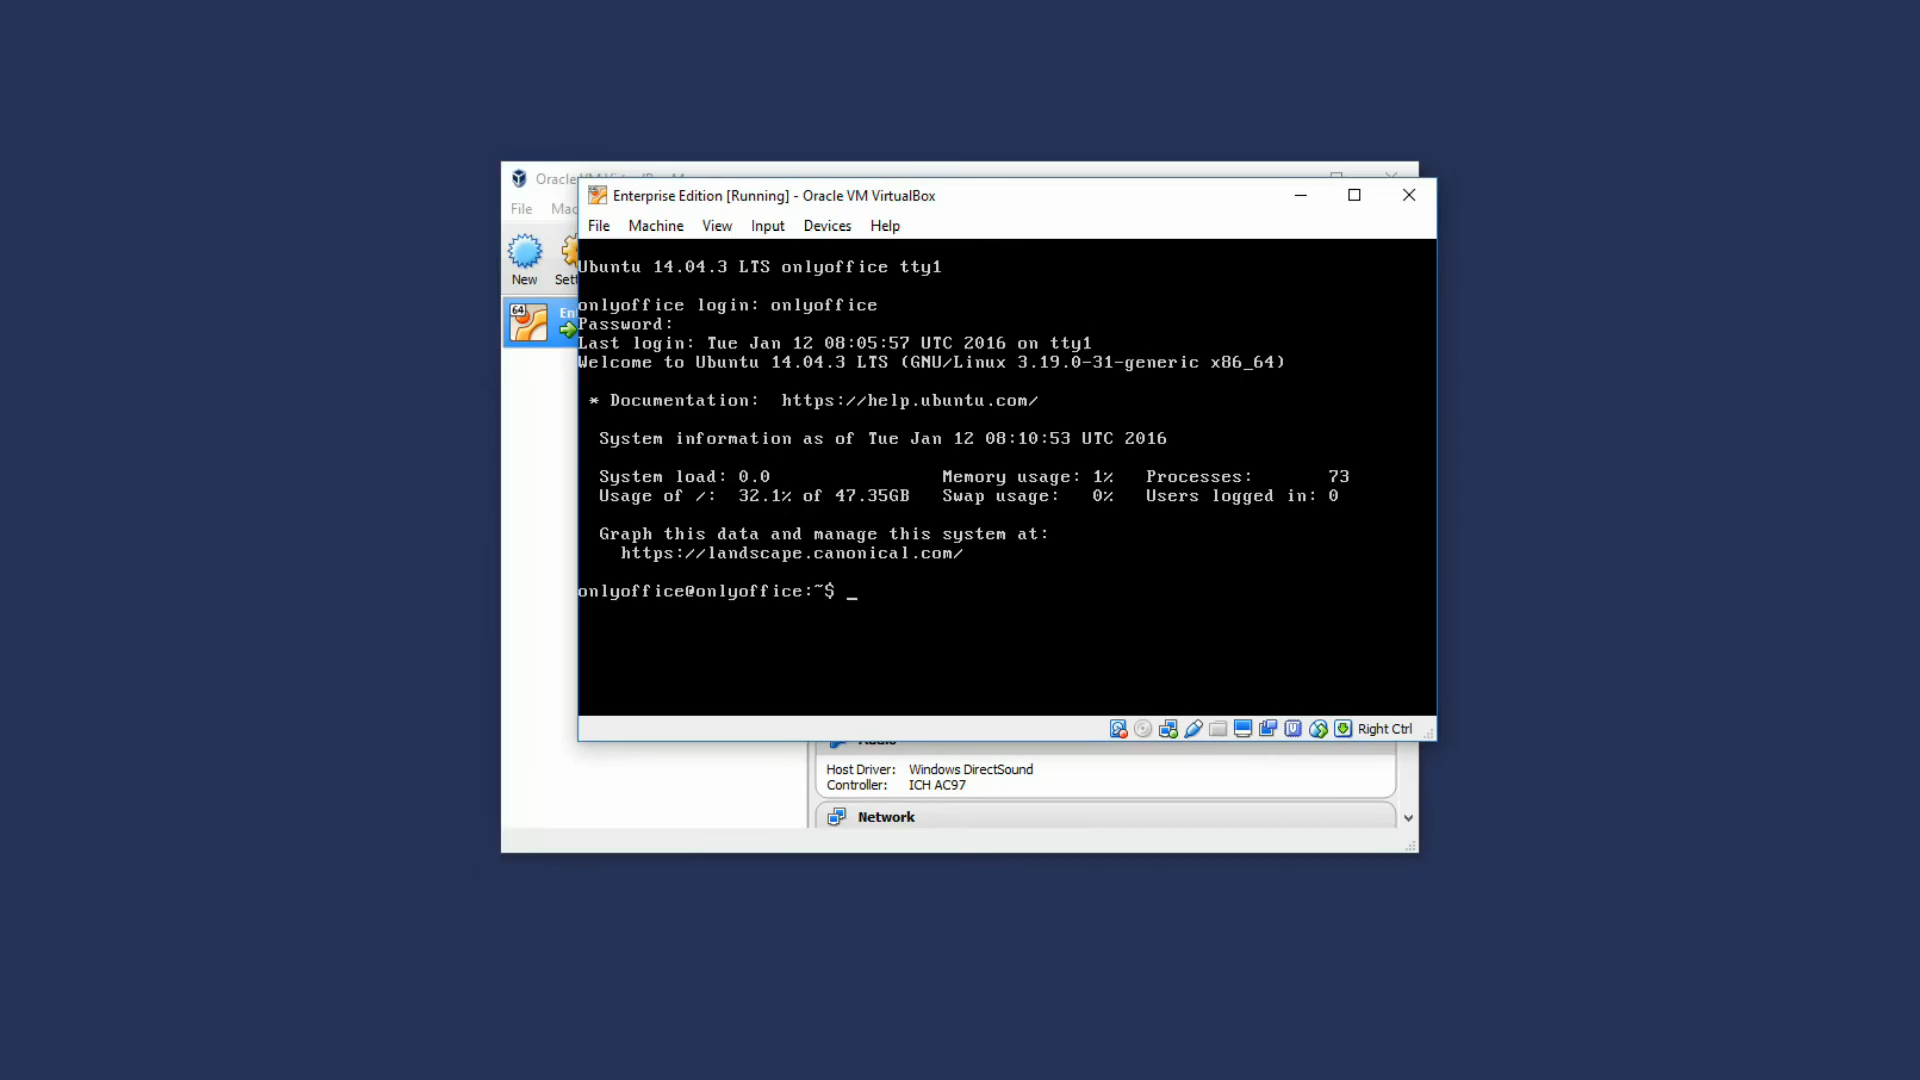 Oracle
File
Enterprise Edition [Running] - Oracle VM VirtualBox
File Machine View Input Devices Help
New
64
Ubuntu 14.04.3 LTS onlyoffice tty1
onlyoffice login: onlyoffice
Password:
Last login: Tue Jan 12 08:05:57 UTC 2016 on tty1
Welcome to Ubuntu 14.04.3 LTS (GNU/Linux 3.19.0-31-generic x86_64)
* Documentation: https://help.ubuntu.com/
System information as of Tue Jan 12 08:10:53 UTC 2016
System load: 0.0 Memory usage: 1% Processes: 73
Usage of /: 32.1% of 47.35GB Swap usage: 0% Users logged in: 0
Graph this data and manage this system at:
https://landscape.canonical.com/
onlyoffice@onlyoffice:~$ _
Right Ctrl
Audio
Host Driver: Windows DirectSound
Controller: ICH AC97
Network